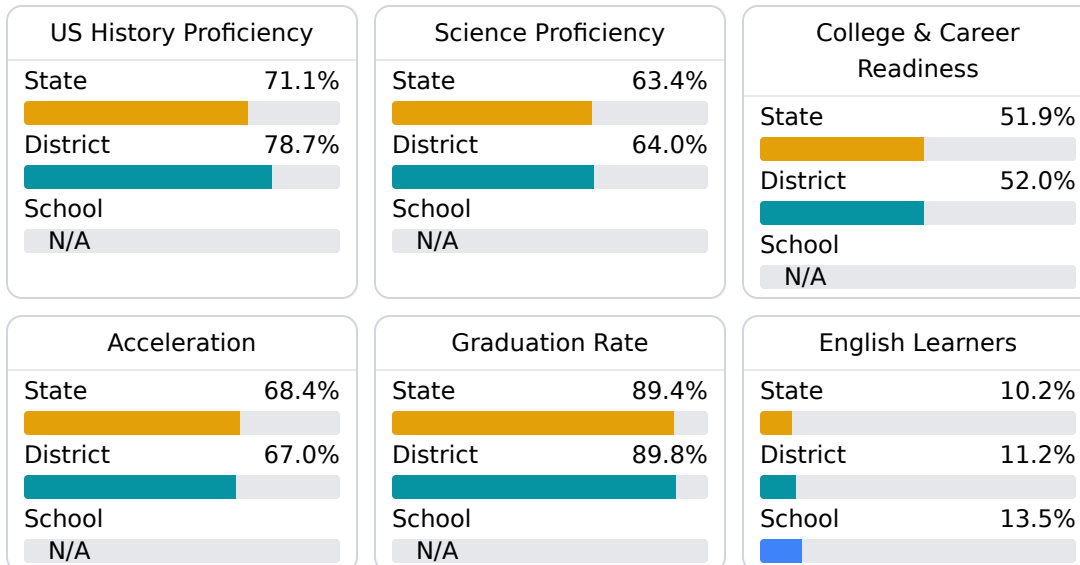 US History Proficiency
State 71.1%
District 78.7%
School
N/A
Science Proficiency
State 63.4%
District 64.0%
School
N/A
College & Career
Readiness
State 51.9%
District 52.0%
School
N/A
Acceleration
State 68.4%
District 67.0%
School
N/A
Graduation Rate
State 89.4%
District 89.8%
School
N/A
English Learners
State 10.2%
District 11.2%
School 13.5%